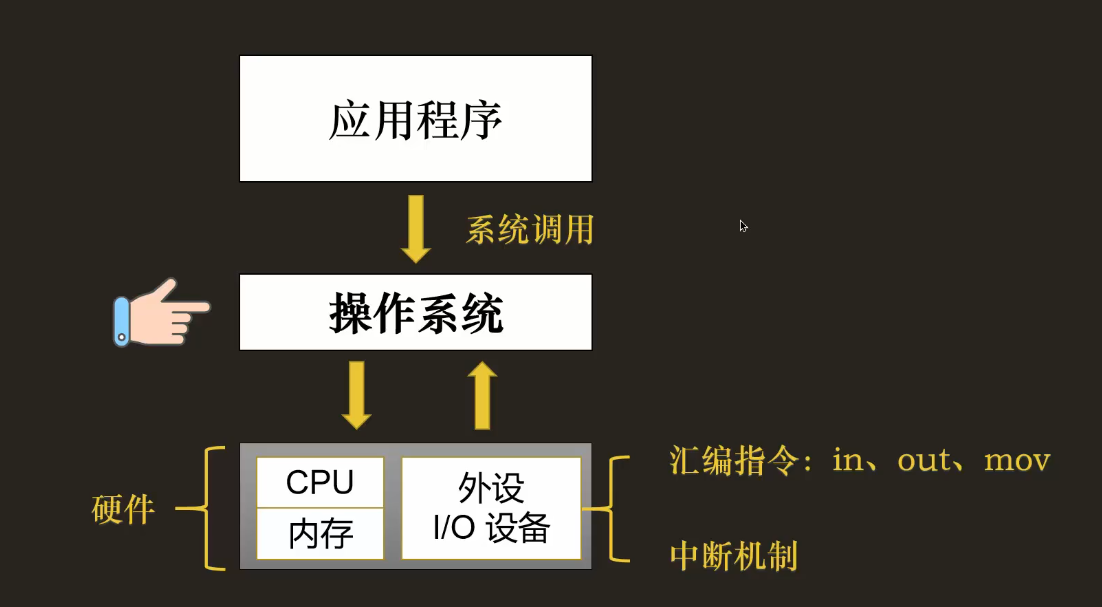 应用程序
系统调用
操作系统
硬件
CPU
内存
外设
I/O 设备
汇编指令：in、out、mov
中断机制